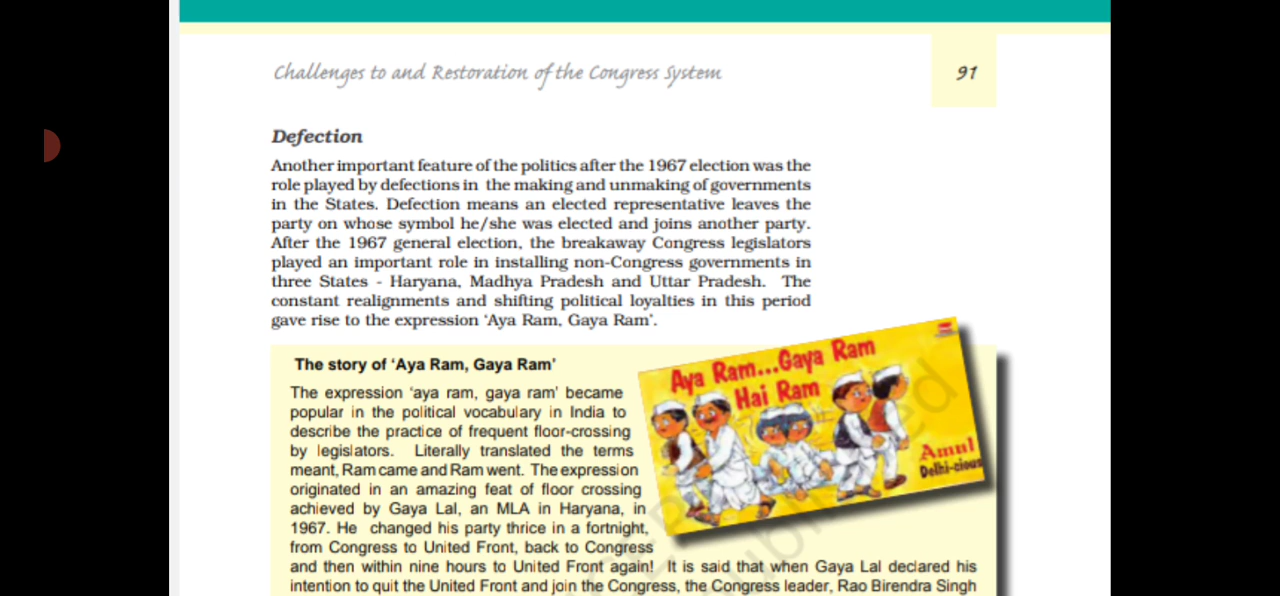 Challenges to and Restoration of the Congress System
91
Defection
Another important feature of the politics after the 1967 election was the
role played by defections in the making and unmaking of governments
in the States. Defection means an elected representative leaves the
party on whose symbol he/she was elected and joins another party.
After the 1967 general election, the breakaway Congress legislators
played an important role in installing non-Congress governments in
three States - Haryana, Madhya Pradesh and Uttar Pradesh. The
constant realignments and shifting political loyalties in this period
gave rise to the expression ‘Aya Ram, Gaya Ram’.
The story of ‘Aya Ram, Gaya Ram’
The expression ‘aya ram, gaya ram’ became
popular in the political vocabulary in India to
describe the practice of frequent floor-crossing
by legislators. Literally translated the terms
meant, Ram came and Ram went. The expression
originated in an amazing feat of floor crossing
achieved by Gaya Lal, an MLA in Haryana, in
1967. He changed his party thrice in a fortnight,
from Congress to United Front, back to Congress
and then within nine hours to United Front again! It is said that when Gaya Lal declared his
intention to quit the United Front and join the Congress, the Congress leader, Rao Birendra Singh
Aya Ram...Gaya Ram
Hai Ram
Amul
Delhi-cious